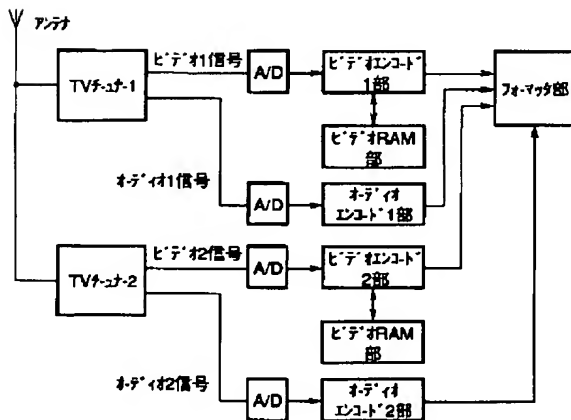 アンテナ
TVチューナー1
ビデオ1信号
A/D
ビデオエンコード
1部
フォーマッタ部
ビデオRAM
部
オーディオ1信号
A/D
オーディオ
エンコード1部
TVチューナー2
ビデオ2信号
A/D
ビデオエンコード
2部
ビデオRAM
部
オーディオ2信号
A/D
オーディオ
エンコード2部